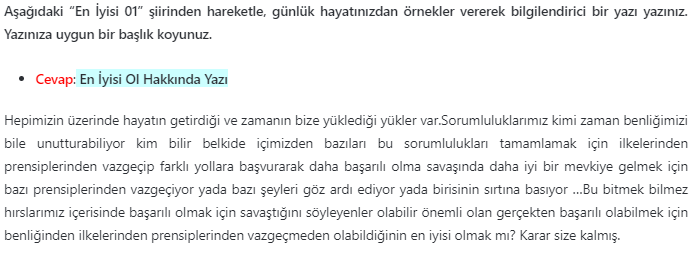 Aşağıdaki “En İyisi 01” şiirinden hareketle, günlük hayatınızdan örnekler vererek bilgilendirici bir yazı yazınız.
Yazınıza uygun bir başlık koyunuz.
• Cevap: En İyisi Ol Hakkında Yazı
Hepimizin üzerinde hayatın getirdiği ve zamanın bize yüklediği yükler var.Sorumluluklarımız kimi zaman benliğimizi
bile unutturabiliyor kim bilir belkide içimizden bazıları bu sorumlulukları tamamlamak için ilkelerinden
prensiplerinden vazgeçip farklı yollara başvurarak daha başarılı olma savaşında daha iyi bir mevkiye gelmek için
bazı prensiplerinden vazgeçiyor yada bazı şeyleri göz ardı ediyor yada birisinin sırtına basıyor …Bu bitmek bilmez
hırslarımız içerisinde başarılı olmak için savaştığını söyleyenler olabilir önemli olan gerçekten başarılı olabilmek için
benliğinden ilkelerinden prensiplerinden vazgeçmeden olabildiğinin en iyisi olmak mı? Karar size kalmış.